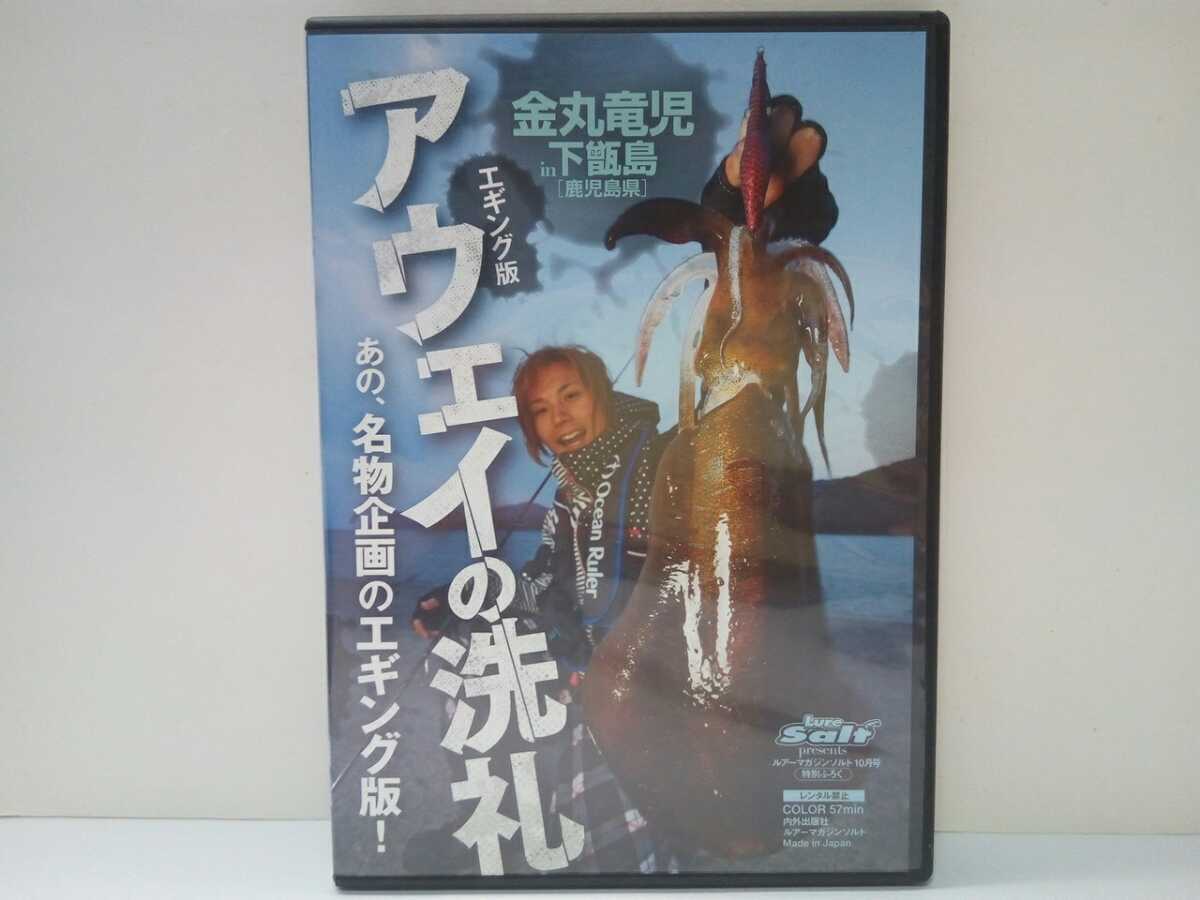 アウェイの洗礼
エギング版
あの、名物企画のエギング版！
金丸竜児
in 下甑島
［鹿児島県］
Ocean Ruler
Lure
Salt
presents
ルアーマガジンソルト10月号
特別ふろく
レンタル禁止
COLOR 57min
内外出版社
ルアーマガジンソルト
Made in Japan